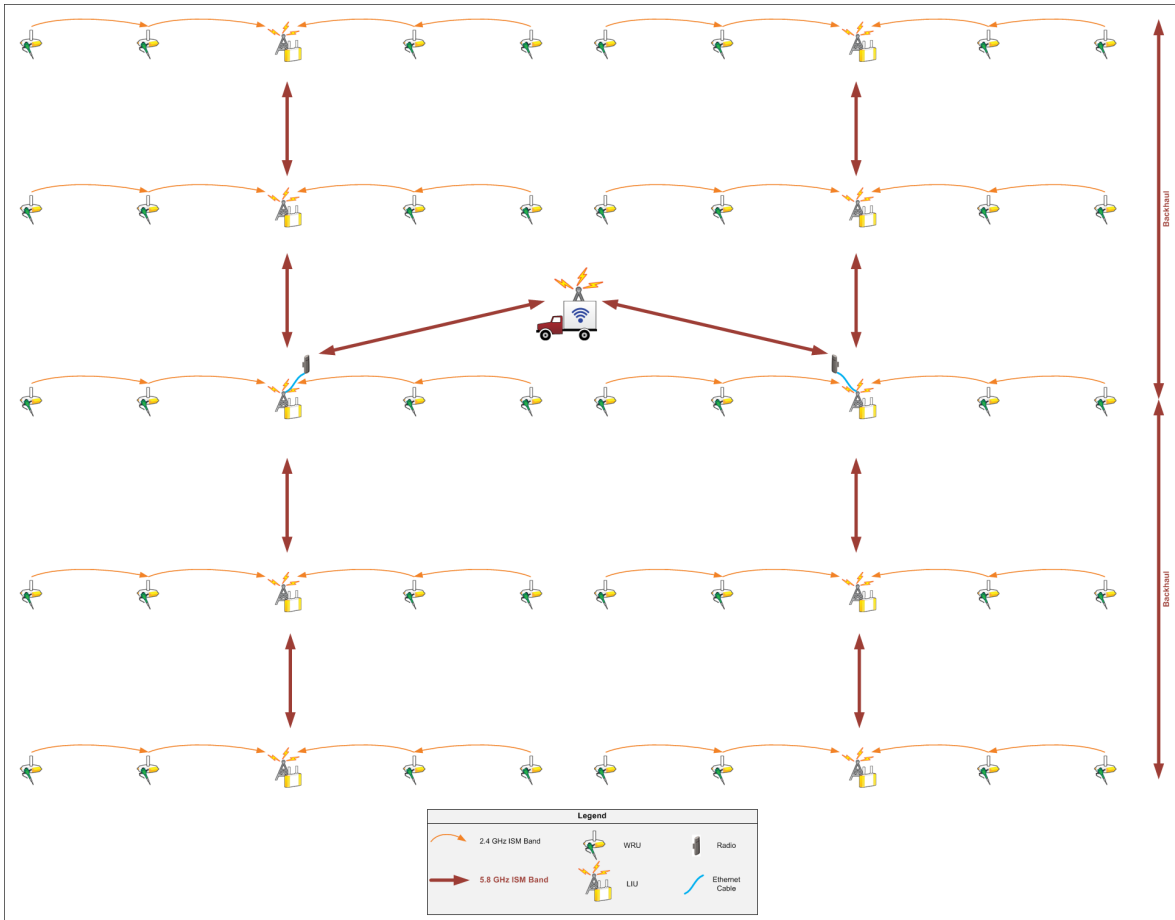 Backhaul
Backhaul
Legend
2.4 GHz ISM Band
WRU
Radio
5.8 GHz ISM Band
LIU
Ethernet
Cable